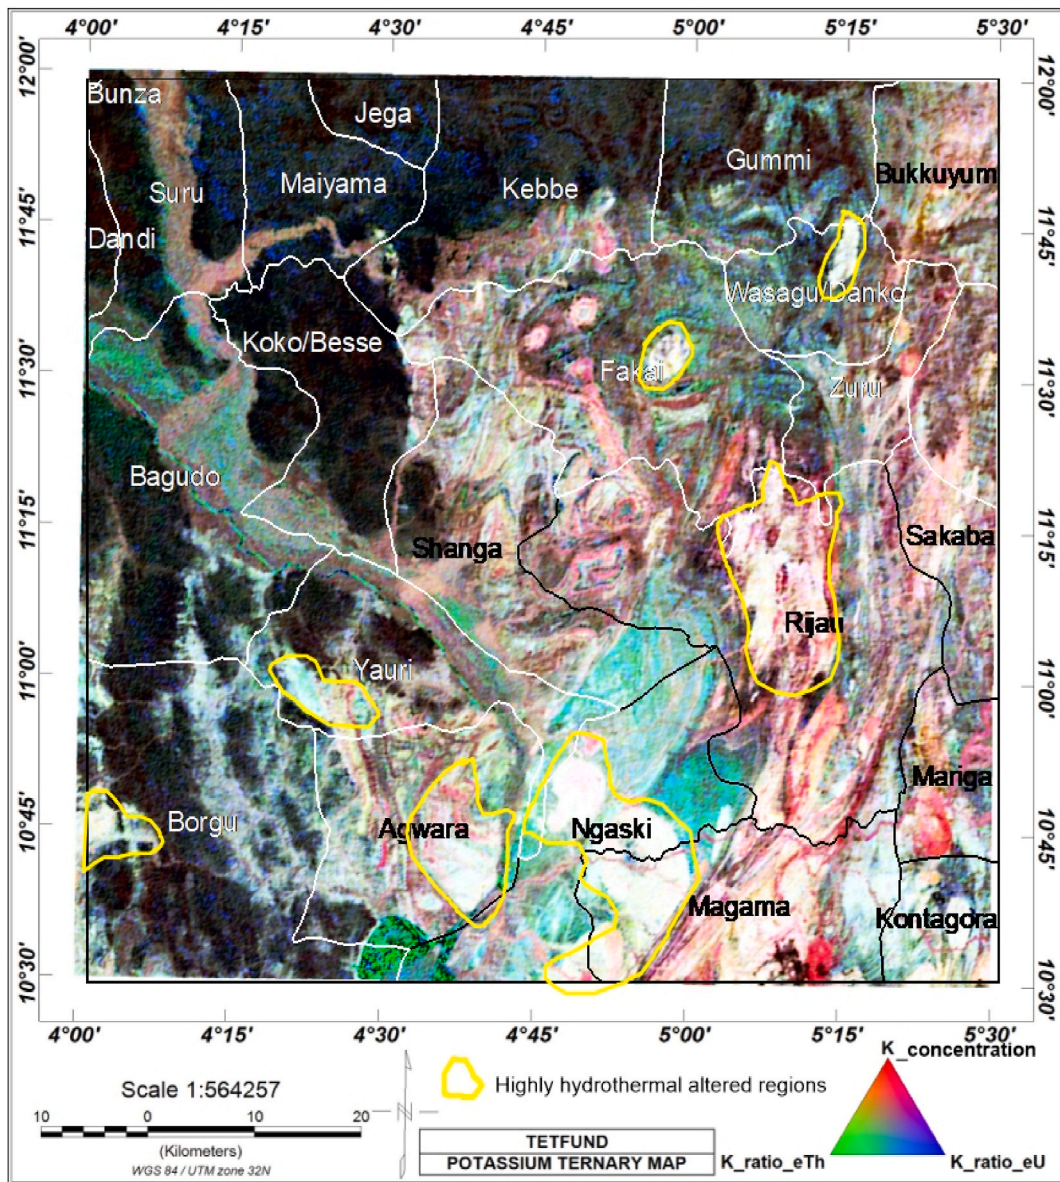 4°00' 4°15' 4°30' 4°45' 5°00' 5°15' 5°30'
12°00' 12°00'
Bunza
Jega
Gummi
Bukkuyum
Suru Maiyama Kebbe
11°45' 11°45'
Dandi
Wasagu/Danko
Koko/Besse
11°30' Fakai Zuru 11°30'
Bagudo
11°15' 11°15'
Shanga Sakaba
Rijau
11°00' Yauri 11°00'
Mariga
10°45' Borgu Agwara Ngaski 10°45'
Magama Kontagora
10°30' 10°30'
4°00' 4°15' 4°30' 4°45' 5°00' 5°15' 5°30'
K_concentration
Scale 1:564257
Highly hydrothermal altered regions
10 0 10 20
(Kilometers)
WGS 84 / UTM zone 32N
N
TETFUND
POTASSIUM TERNARY MAP
K_ratio_eTh K_ratio_eU